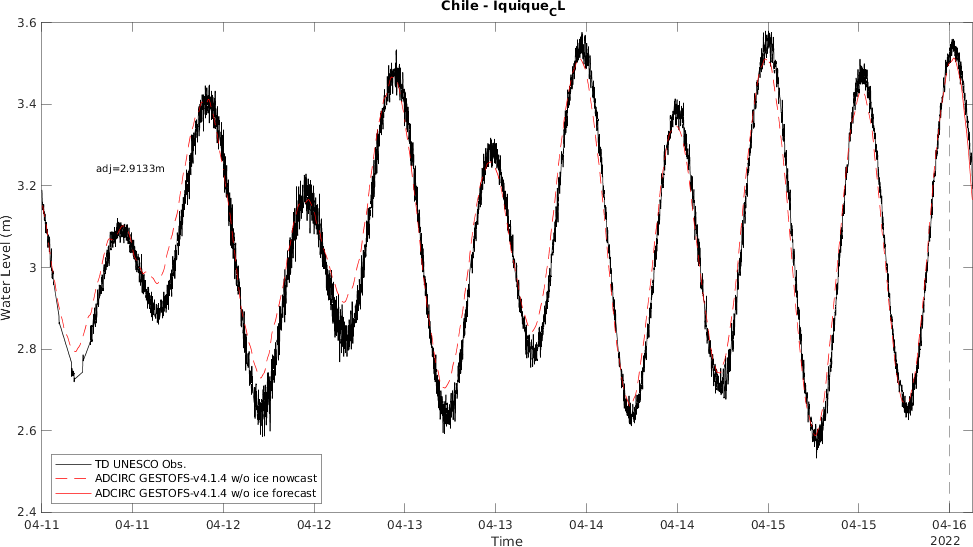 Chile - Iquique_CL
3.6
3.4
3.2
3
2.8
2.6
2.4
Water Level (m)
adj=2.9133m
TD UNESCO Obs.
ADCIRC GESTOFS-v4.1.4 w/o ice nowcast
ADCIRC GESTOFS-v4.1.4 w/o ice forecast
04-11 04-11 04-12 04-12 04-13 04-13 04-14 04-14 04-15 04-15 04-16
2022
Time